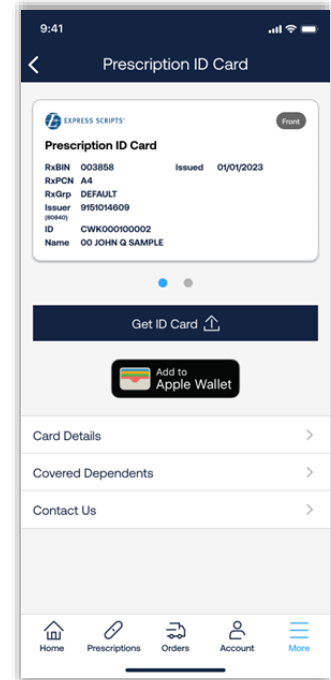 9:41
Prescription ID Card
EXPRESS SCRIPTS®
Front
Prescription ID Card
RxBIN 003858 Issued 01/01/2023
RxPCN A4
RxGrp DEFAULT
Issuer 9151014609
(80840)
ID CWK000100002
Name 00 JOHN Q SAMPLE
Get ID Card
Add to
Apple Wallet
Card Details
Covered Dependents
Contact Us
Home Prescriptions Orders Account More